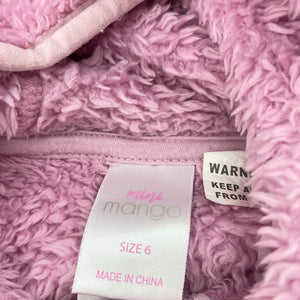 mini
mango
SIZE 6
MADE IN CHINA
WARN
KEEP A
FROM